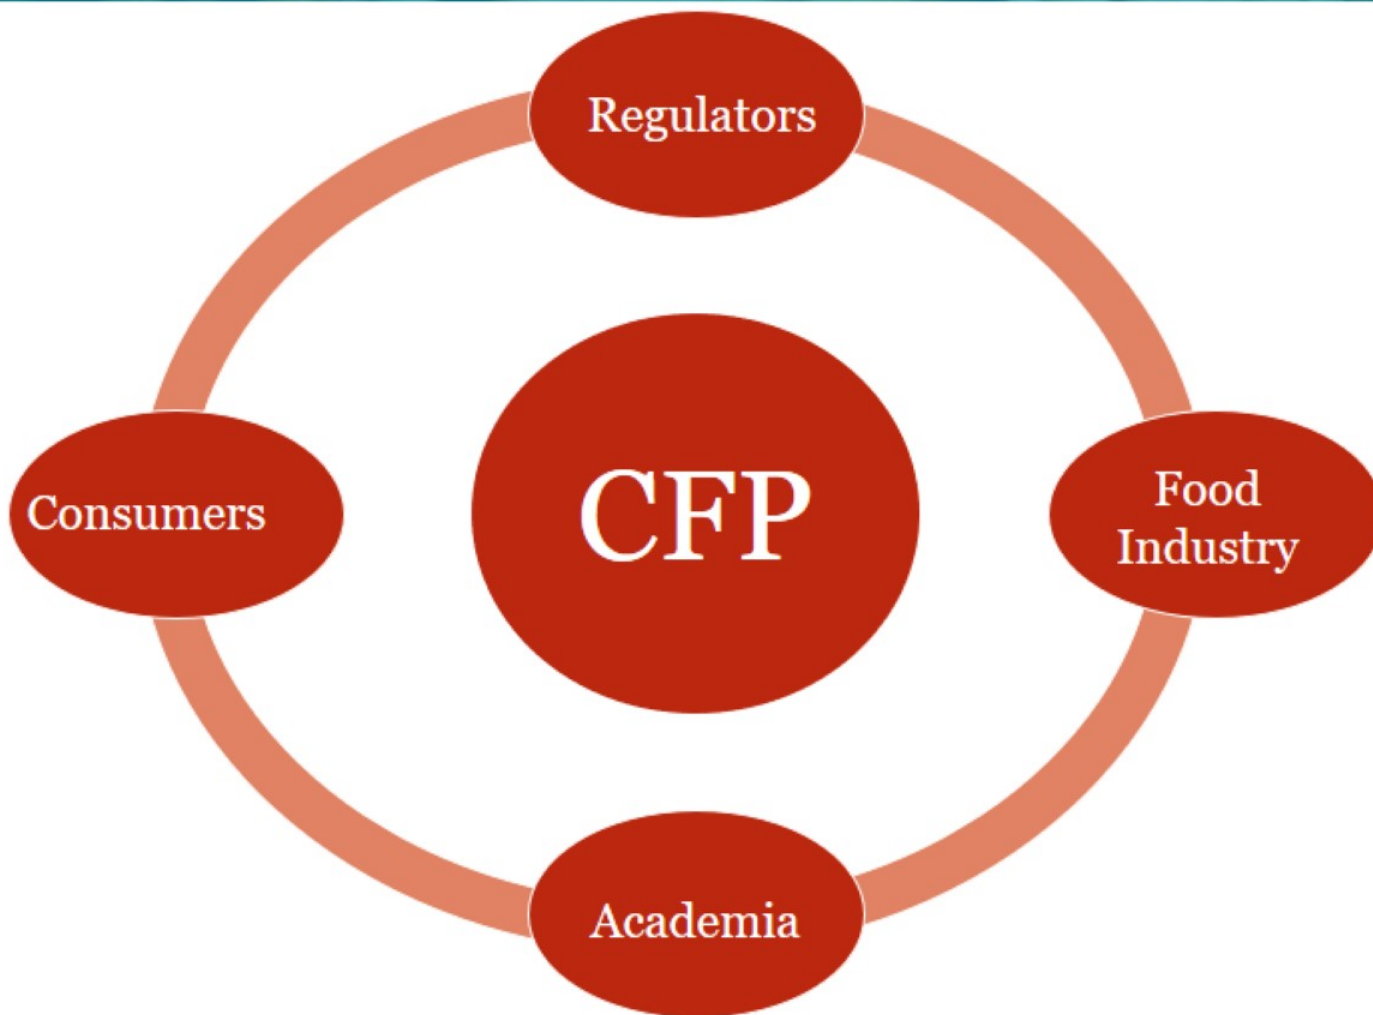 Regulators
Consumers
CFP
Food
Industry
Academia